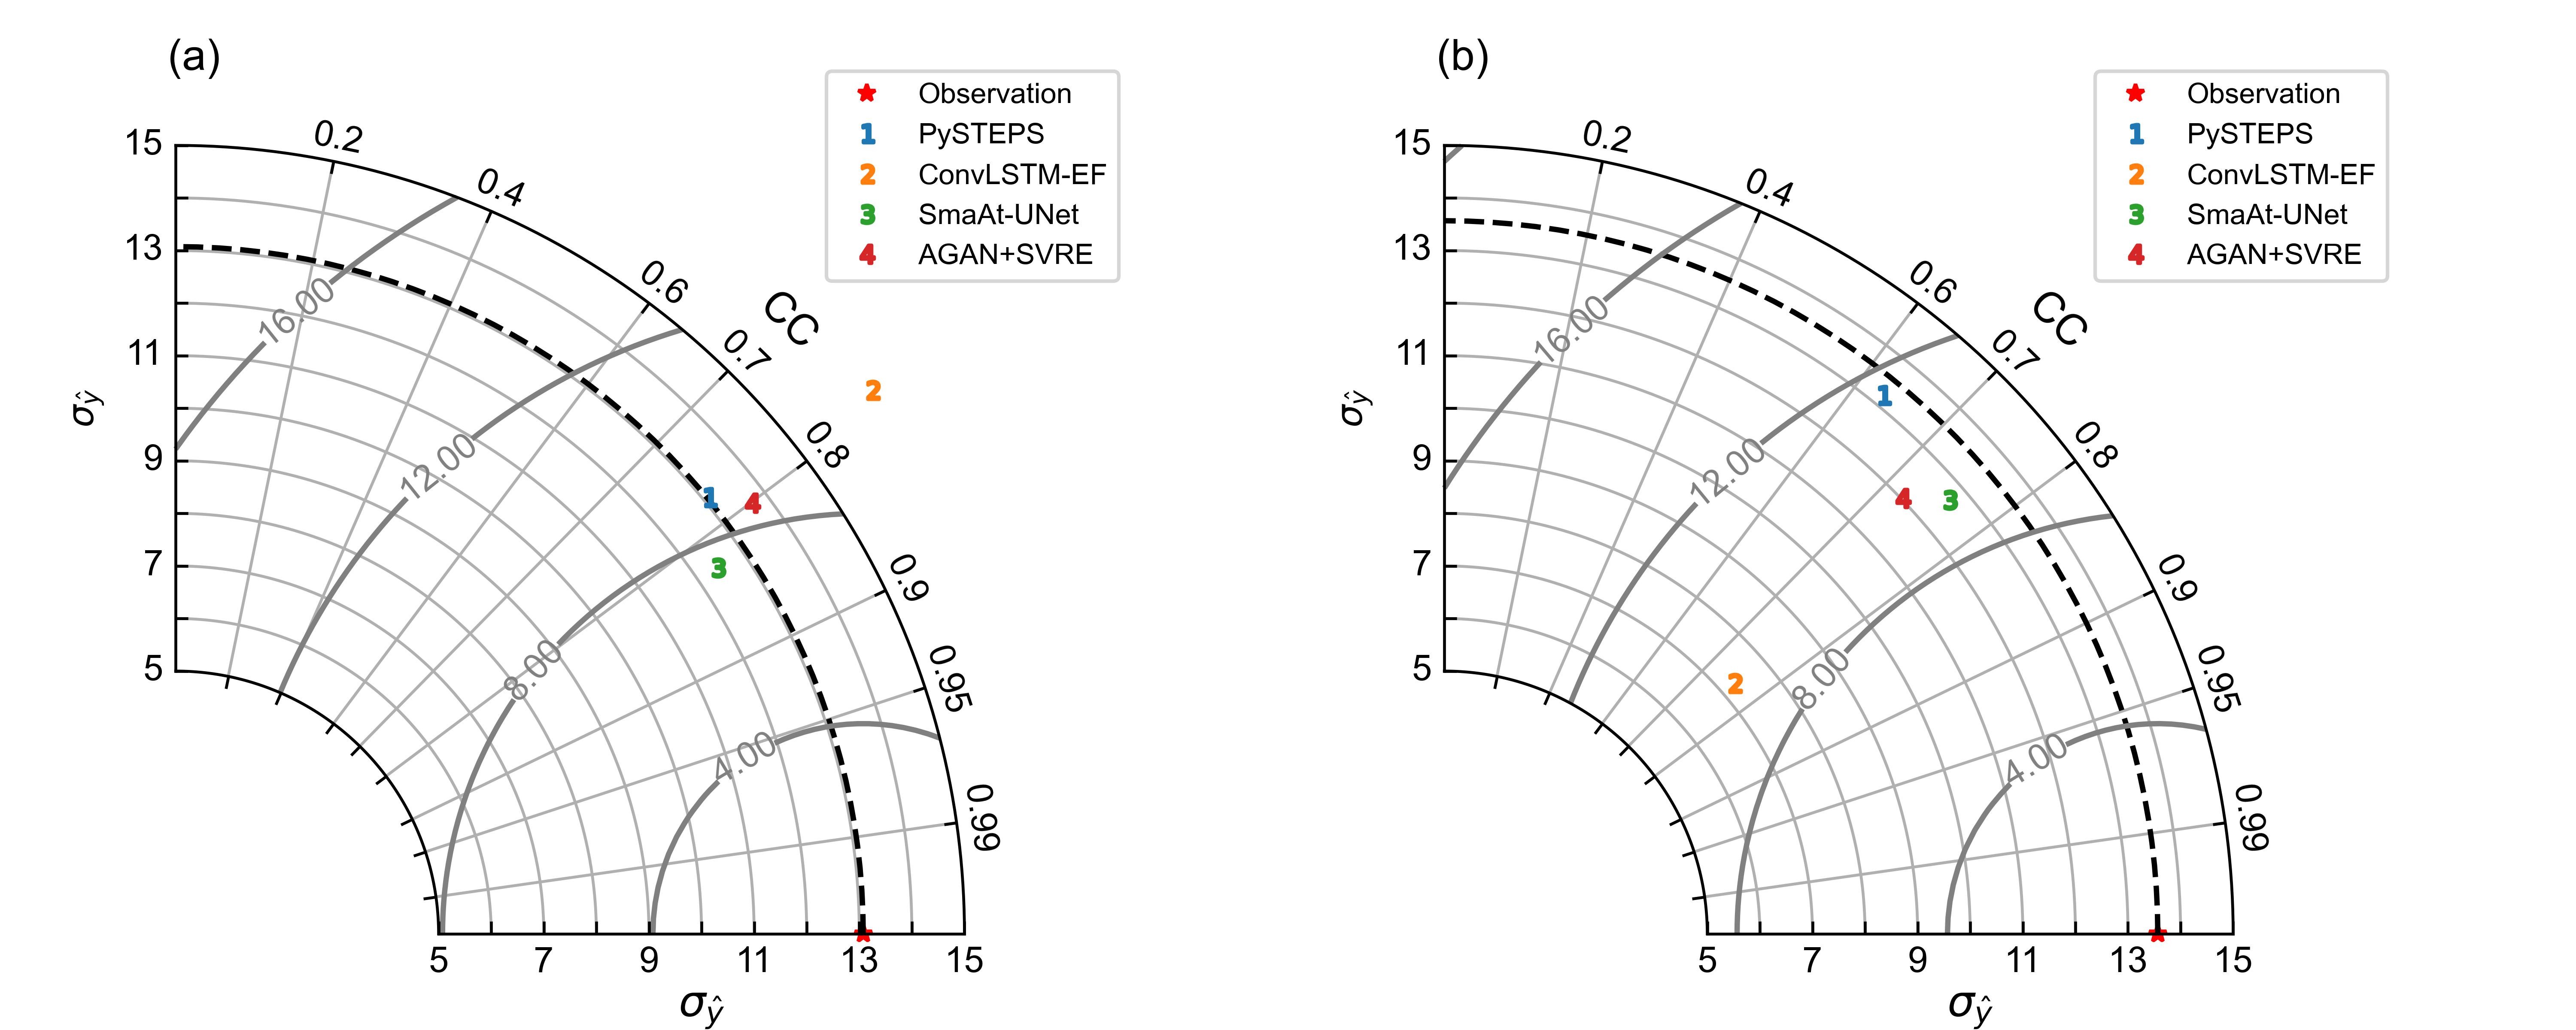 (a)
Observation
1 PySTEPS
2 ConvLSTM-EF
3 SmaAt-UNet
4 AGAN+SVRE
15
13
11
9
7
5
σŷ
0.2
0.4
0.6
0.7
0.8
0.9
0.95
0.99
CC
16.00
12.00
8.00
4.00
2
1
4
3
5 7 9 11 13 15
σŷ
(b)
Observation
1 PySTEPS
2 ConvLSTM-EF
3 SmaAt-UNet
4 AGAN+SVRE
15
13
11
9
7
5
σŷ
0.2
0.4
0.6
0.7
0.8
0.9
0.95
0.99
CC
16.00
12.00
8.00
4.00
1
4 3
2
5 7 9 11 13 15
σŷ